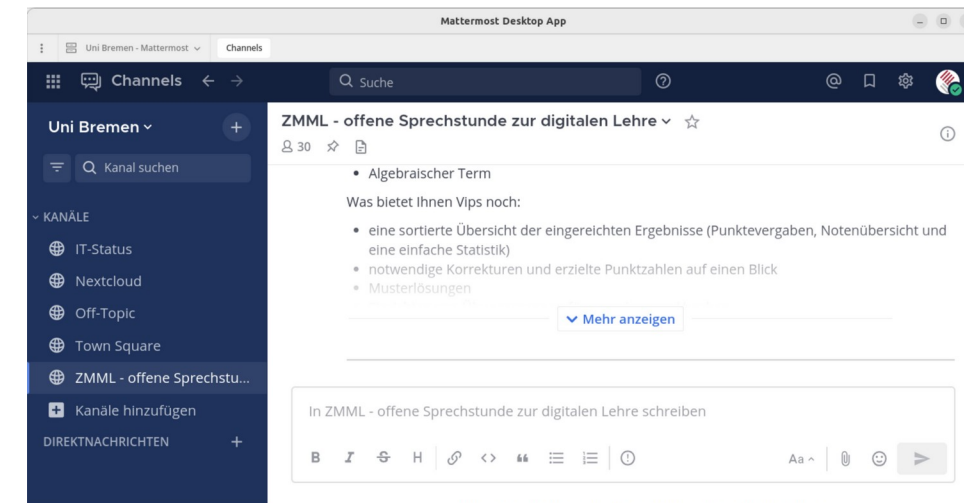 Mattermost Desktop App
Uni Bremen - Mattermost
Channels
Channels
Suche
Uni Bremen
Kanal suchen
KANÄLE
IT-Status
Nextcloud
Off-Topic
Town Square
ZMML - offene Sprechstu...
Kanäle hinzufügen
DIREKTNACHRICHTEN
ZMML - offene Sprechstunde zur digitalen Lehre
30
• Algebraischer Term
Was bietet Ihnen Vips noch:
• eine sortierte Übersicht der eingereichten Ergebnisse (Punktevergaben, Notenübersicht und
eine einfache Statistik)
• notwendige Korrekturen und erzielte Punktzahlen auf einen Blick
• Musterlösungen
Mehr anzeigen
In ZMML - offene Sprechstunde zur digitalen Lehre schreiben
B I S H
Aa